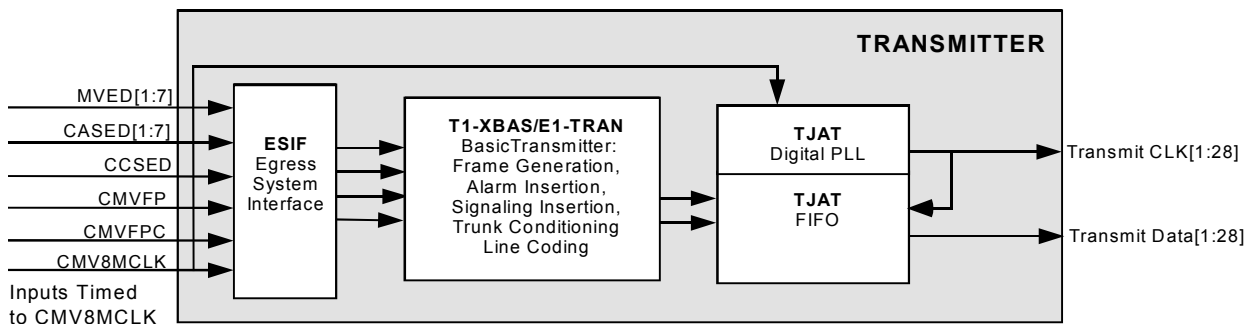 TRANSMITTER
MVED[1:7]
CASED[1:7]
CCSED
CMVFP
CMVFPC
CMV8MCLK
Inputs Timed
to CMV8MCLK
ESIF
Egress
System
Interface
T1-XBAS/E1-TRAN
BasicTransmitter:
Frame Generation,
Alarm Insertion,
Signaling Insertion,
Trunk Conditioning
Line Coding
TJAT
Digital PLL
TJAT
FIFO
Transmit CLK[1:28]
Transmit Data[1:28]